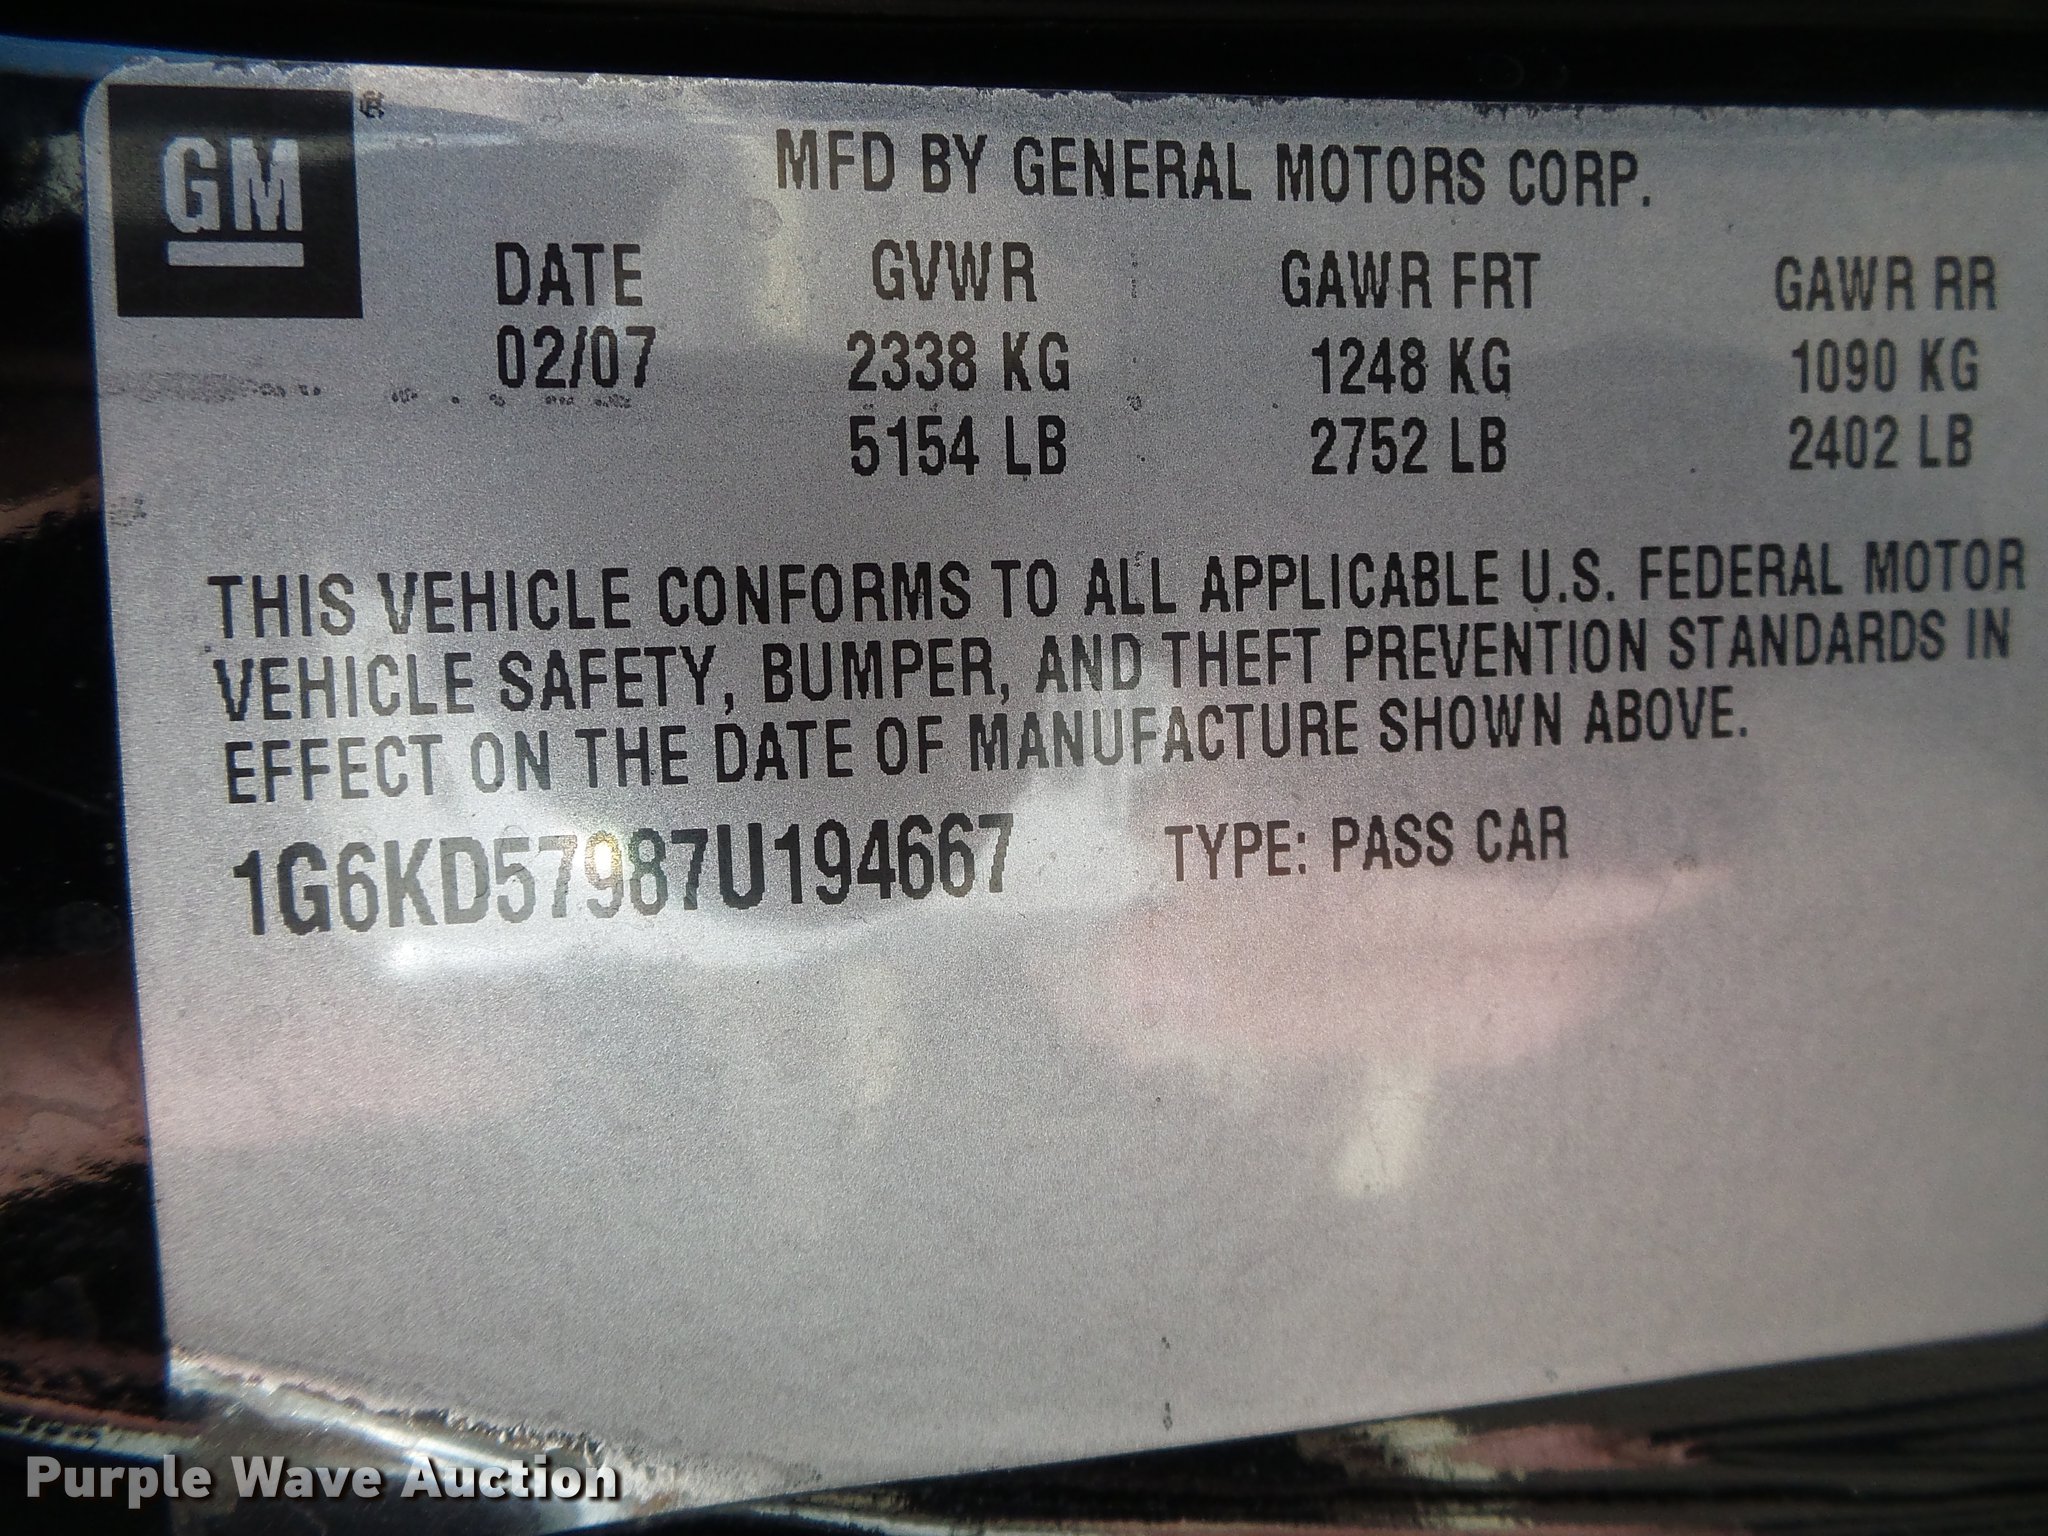 GM ®
MFD BY GENERAL MOTORS CORP.
DATE GVWR GAWR FRT GAWR RR
02/07 2338 KG 1248 KG 1090 KG
5154 LB 2752 LB 2402 LB
THIS VEHICLE CONFORMS TO ALL APPLICABLE U.S. FEDERAL MOTOR
VEHICLE SAFETY, BUMPER, AND THEFT PREVENTION STANDARDS IN
EFFECT ON THE DATE OF MANUFACTURE SHOWN ABOVE.
1G6KD57987U194667 TYPE: PASS CAR
Purple Wave Auction